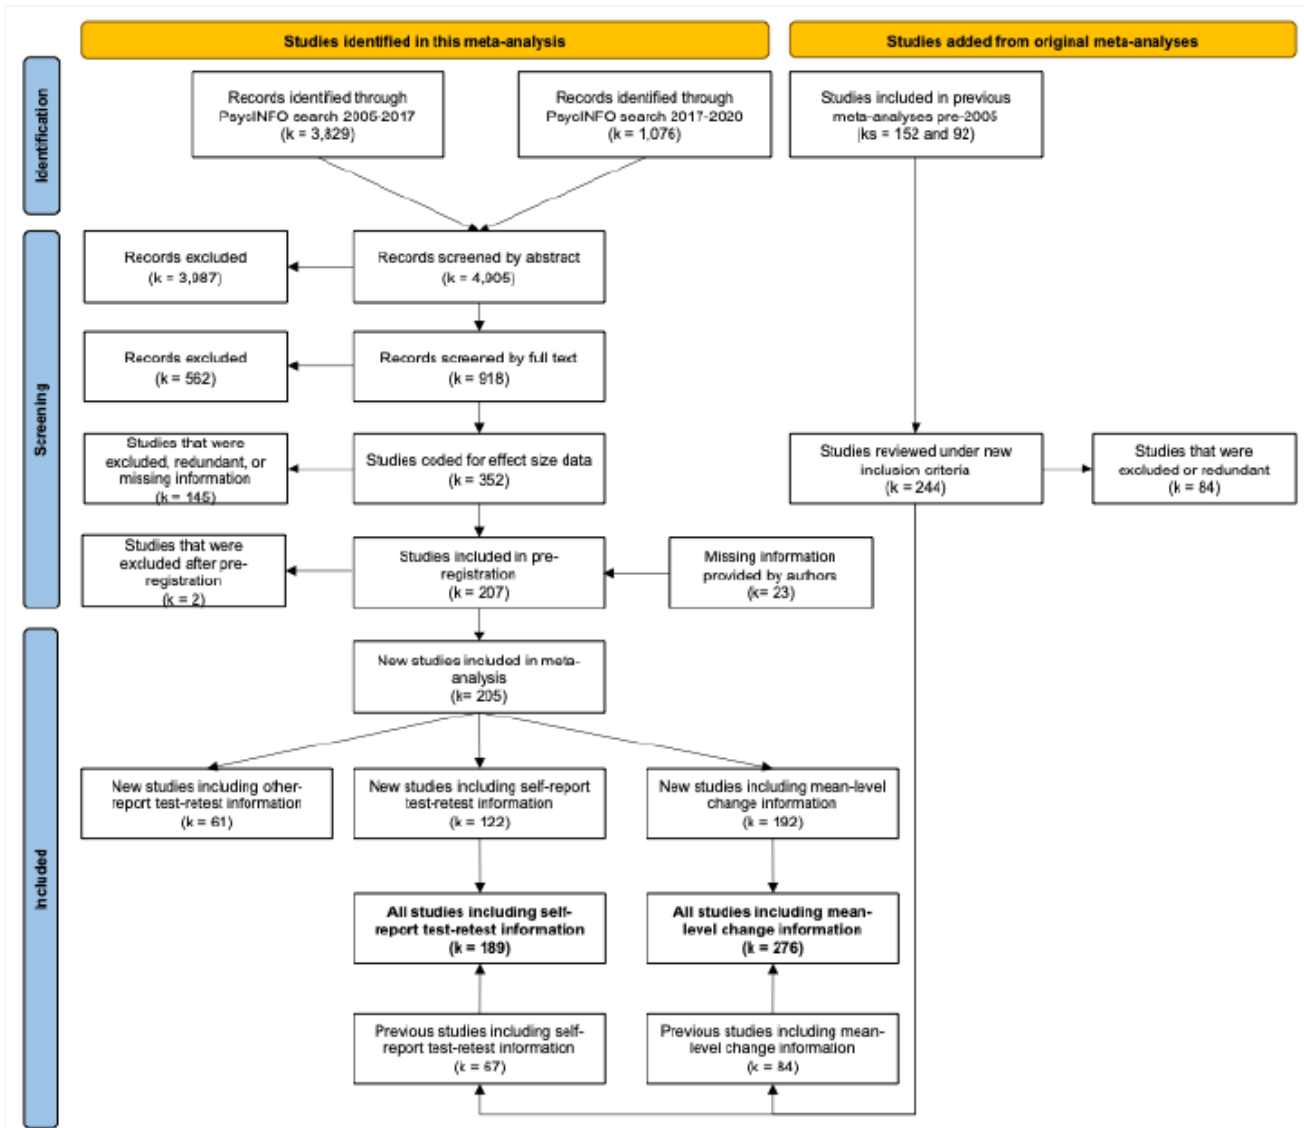 Studies identified in this meta-analysis
Studies added from original meta-analyses
Identification
Records identified through
PsycINFO search 2005-2017
(k = 3,829)
Records identified through
PsycINFO search 2017-2020
(k = 1,076)
Studies included in previous
meta-analyses pre-2005
(ks = 152 and 92)
Screening
Records excluded
(k = 3,987)
Records screened by abstract
(k = 4,905)
Records excluded
(k = 562)
Records screened by full text
(k = 918)
Studies that were
excluded, redundant, or
missing information
(k = 145)
Studies coded for effect size data
(k = 352)
Studies reviewed under new
inclusion criteria
(k = 244)
Studies that were
excluded or redundant
(k = 84)
Studies that were
excluded after pre-
registration
(k = 2)
Studies included in pre-
registration
(k = 207)
Missing information
provided by authors
(k= 23)
Included
New studies included in meta-
analysis
(k= 205)
New studies including other-
report test-retest information
(k = 61)
New studies including self-report
test-retest information
(k = 122)
New studies including mean-level
change information
(k = 192)
All studies including self-
report test-retest information
(k = 189)
All studies including mean-
level change information
(k = 276)
Previous studies including self-
report test-retest information
(k = 67)
Previous studies including mean-
level change information
(k = 84)